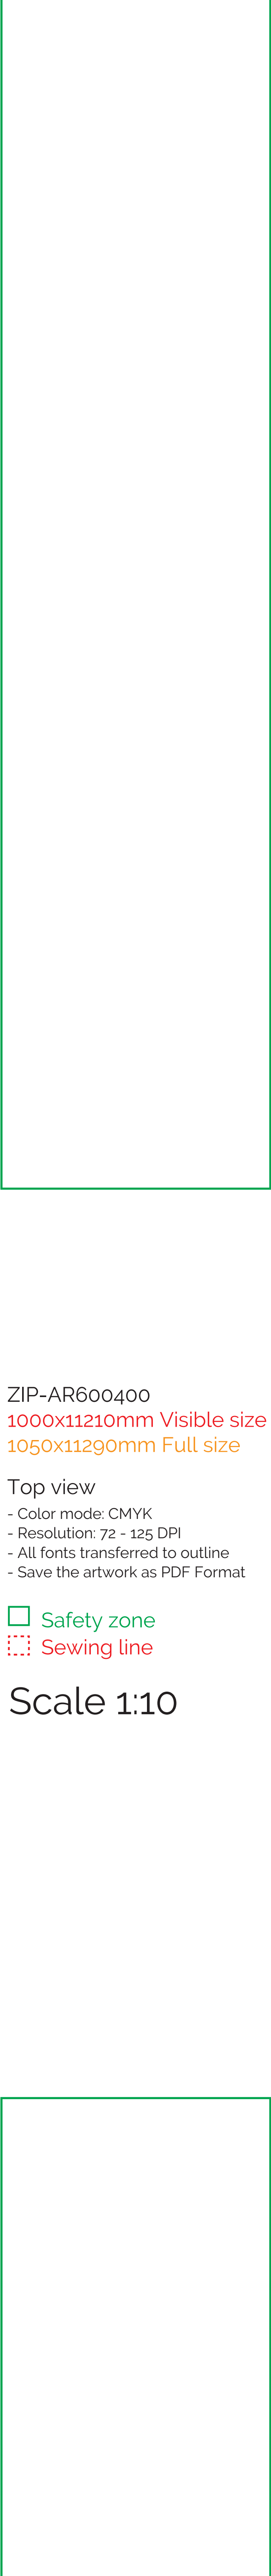 ZIP-AR600400
1000x11210mm Visible size
1050x11290mm Full size
Top view
- Color mode: CMYK
- Resolution: 72 - 125 DPI
- All fonts transferred to outline
- Save the artwork as PDF Format
Safety zone
Sewing line
Scale 1:10